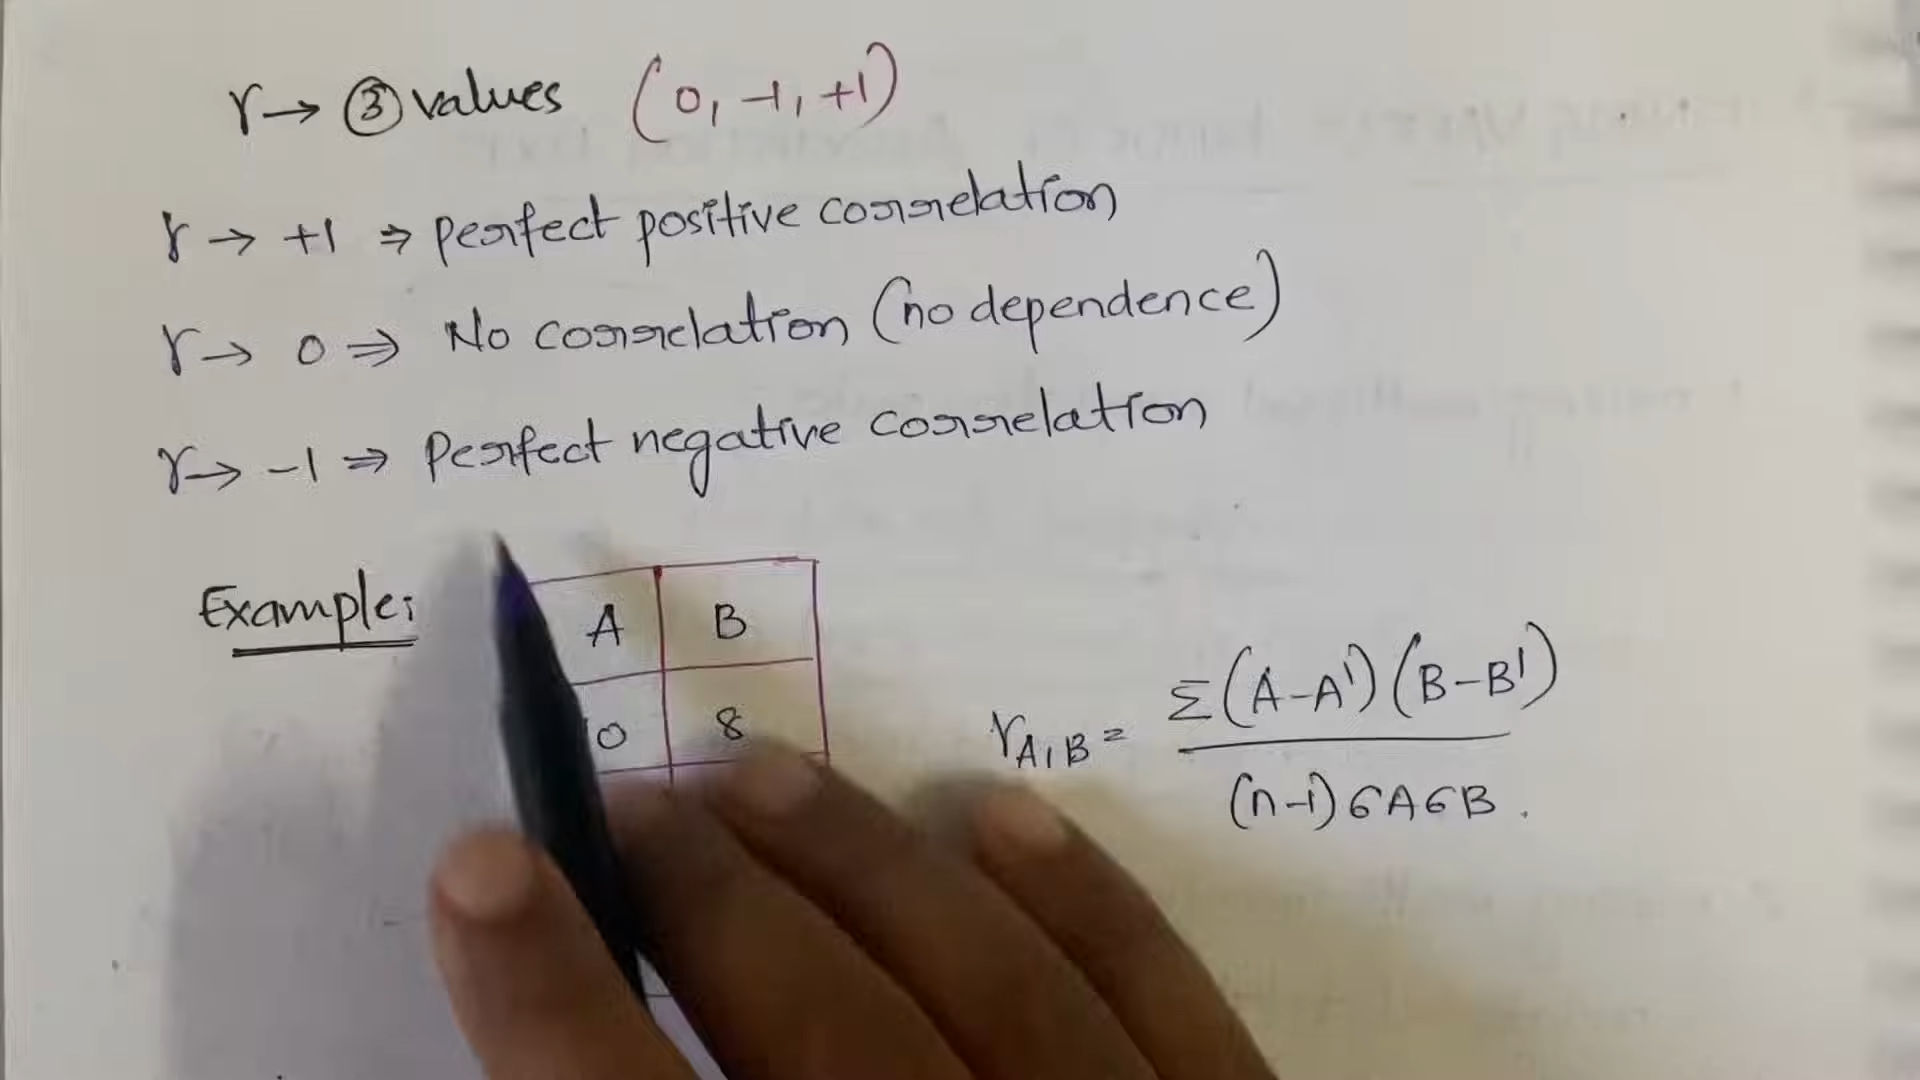 r → ③ values (0, -1, +1)
r → +1 ⇒ perfect positive correlation
r → 0 ⇒ No correlation (no dependence)
r → -1 ⇒ Perfect negative correlation
Example:
A B
0 8
r A,B = Σ(A-A')(B-B')
(n-1) σA σB .